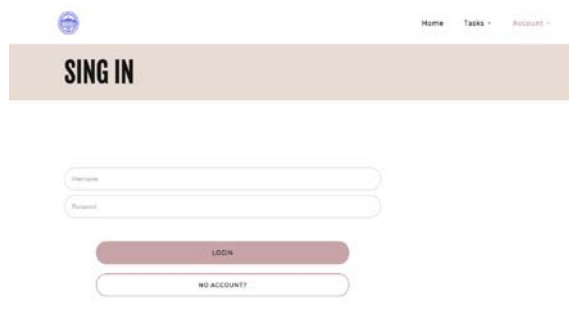 Home Tasks Account
SING IN
Username
Password
LOGIN
NO ACCOUNT?